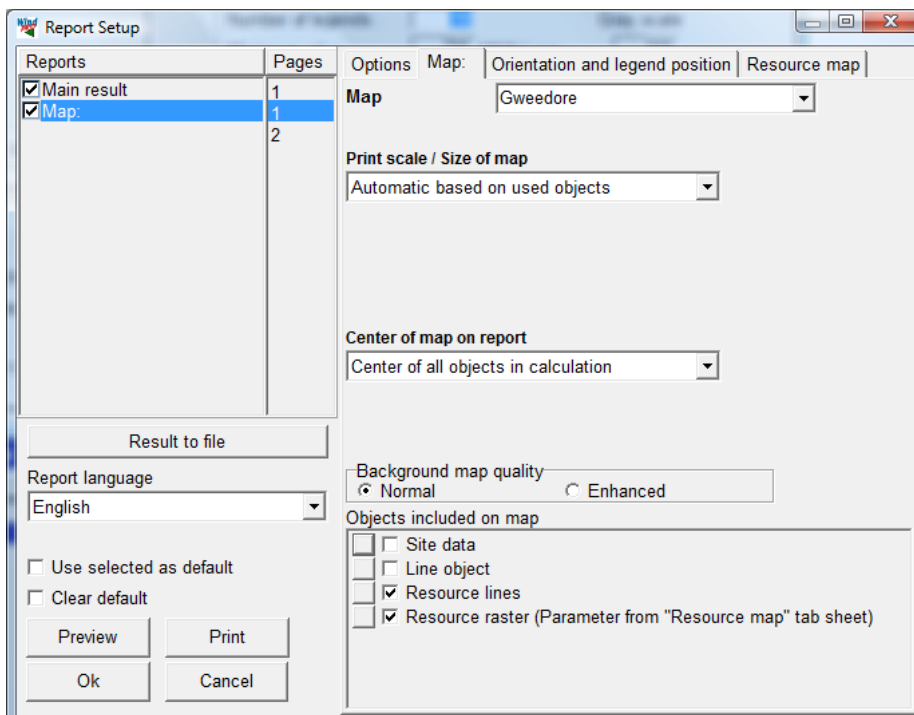 Wind
Report Setup
Reports Pages
Main result 1
Map: 1
2
Result to file
Report language
English
Use selected as default
Clear default
Preview Print
Ok Cancel
Options Map: Orientation and legend position Resource map
Map Gweedore
Print scale / Size of map
Automatic based on used objects
Center of map on report
Center of all objects in calculation
Background map quality
Normal Enhanced
Objects included on map
Site data
Line object
Resource lines
Resource raster (Parameter from "Resource map" tab sheet)